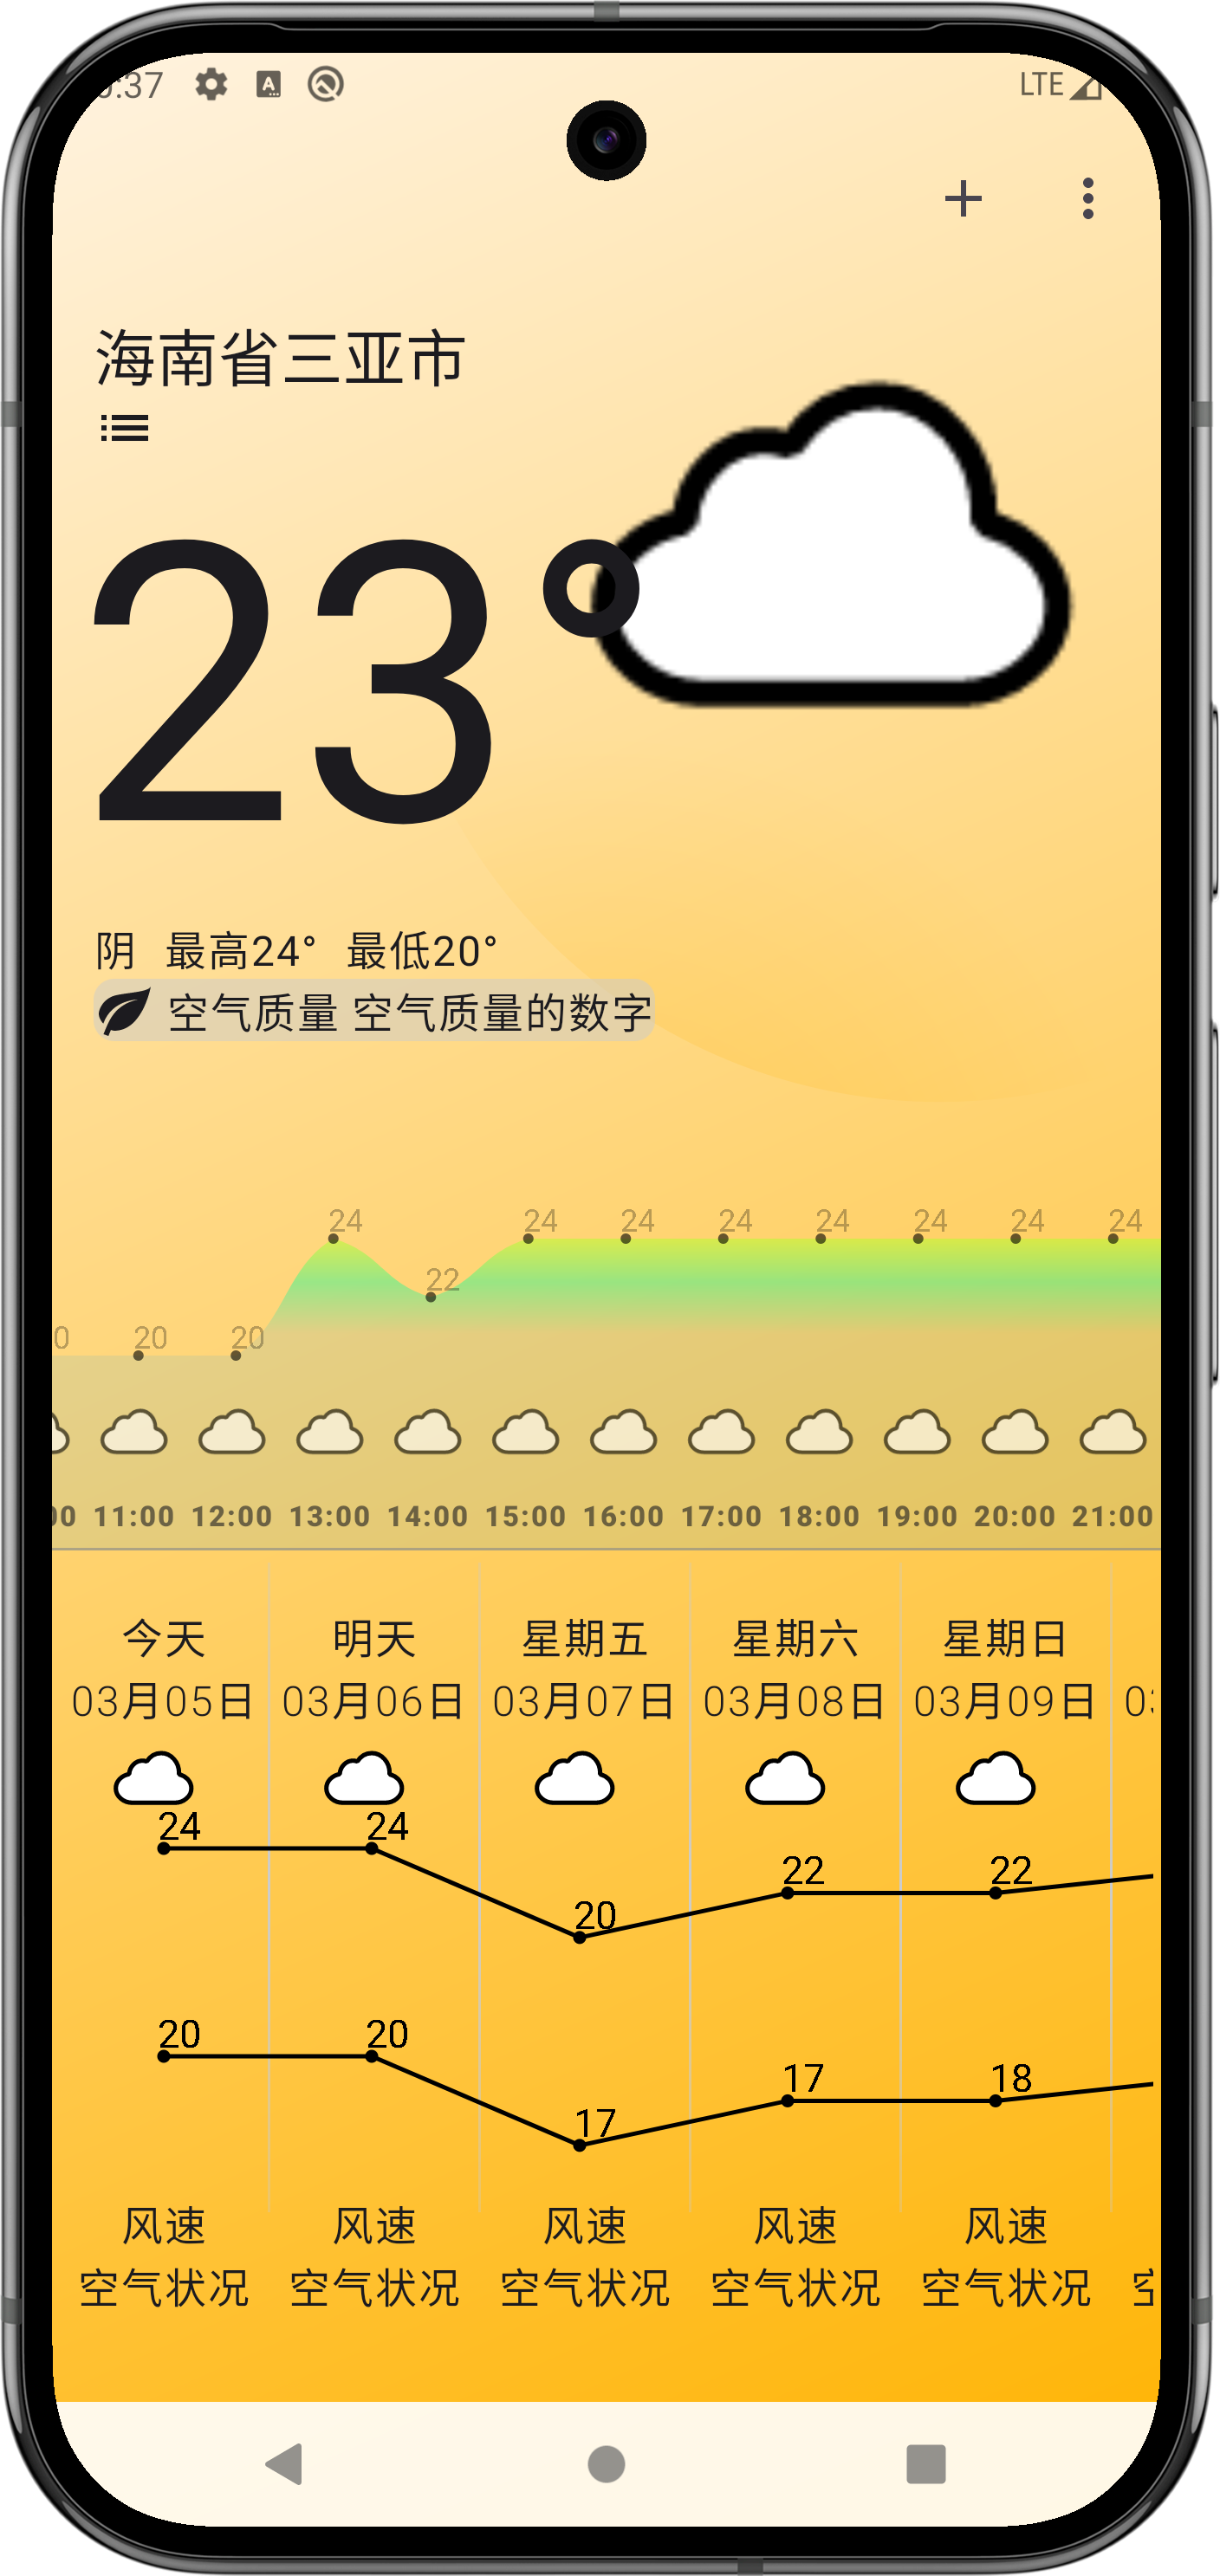 :37 LTE
海南省三亚市
23°
阴 最高24° 最低20°
空气质量 空气质量的数字
24 24 24 24 24 24 24 24
22
0 20 20
00 11:00 12:00 13:00 14:00 15:00 16:00 17:00 18:00 19:00 20:00 21:00
今天 明天 星期五 星期六 星期日
03月05日 03月06日 03月07日 03月08日 03月09日 03
24 24 20 22 22
20 20 17 17 18
风速 风速 风速 风速 风速
空气状况 空气状况 空气状况 空气状况 空气状况